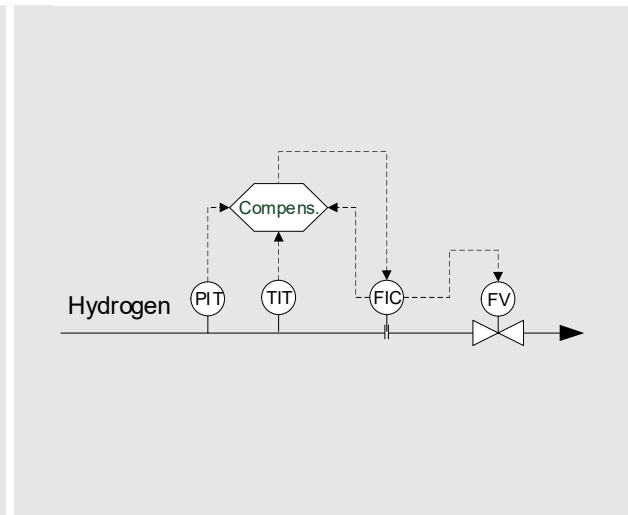 Compens.
Hydrogen
PIT
TIT
FIC
FV